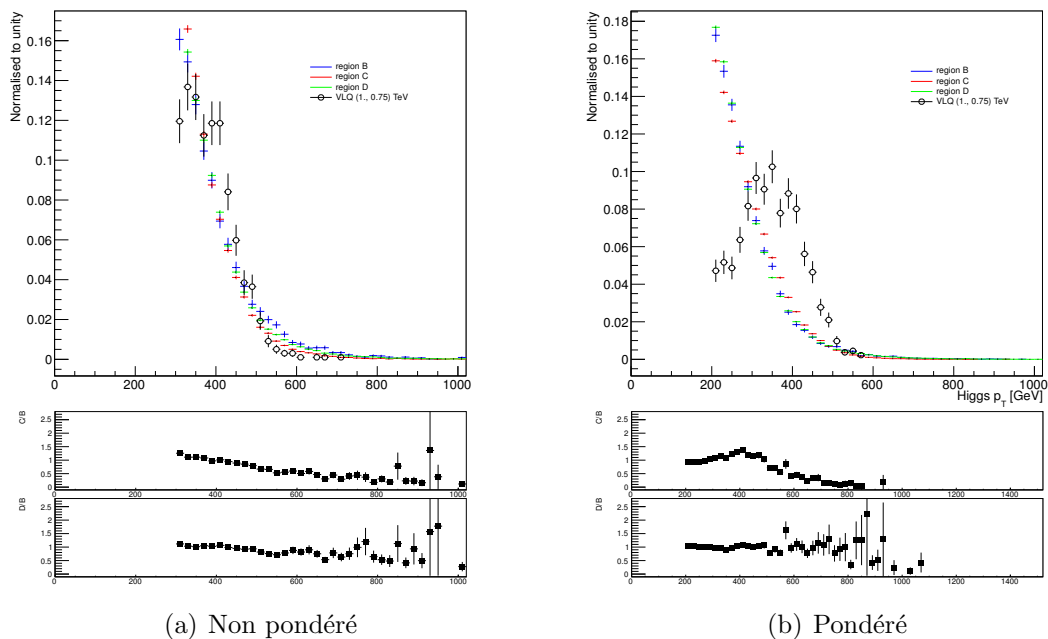 Normalised to unity
0.16
0.14
0.12
0.1
0.08
0.06
0.04
0.02
0
region B
region C
region D
VLQ (1., 0.75) TeV
0 200 400 600 800 1000
C/B
2.5
2
1.5
1
0.5
0
0 200 400 600 800 1000
D/B
2.5
2
1.5
1
0.5
0
0 200 400 600 800 1000
(a) Non pondéré
Normalised to unity
0.18
0.16
0.14
0.12
0.1
0.08
0.06
0.04
0.02
0
region B
region C
region D
VLQ (1., 0.75) TeV
0 200 400 600 800 1000
Higgs p_T [GeV]
C/B
2.5
2
1.5
1
0.5
0
0 200 400 600 800 1000 1200 1400
D/B
2.5
2
1.5
1
0.5
0
0 200 400 600 800 1000 1200 1400
(b) Pondéré